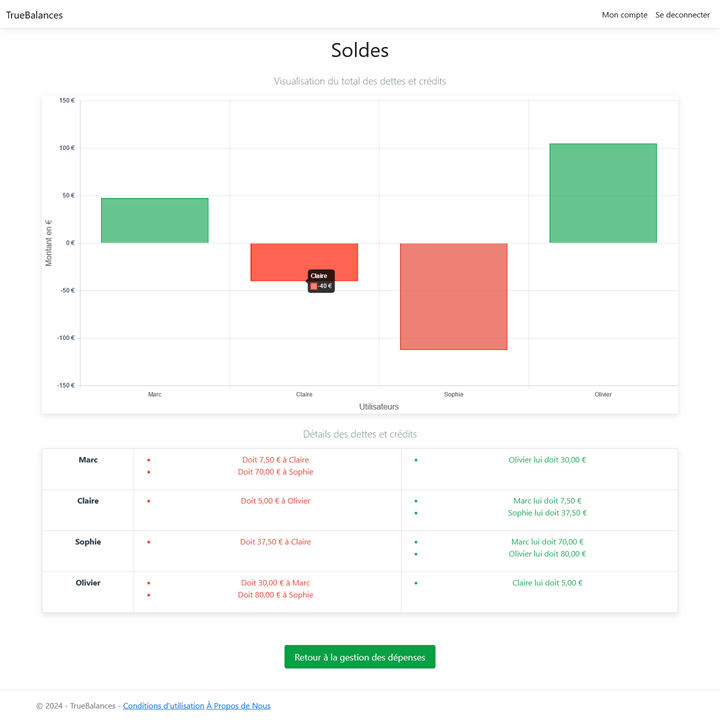 TrueBalances
Mon compte Se deconnecter
Soldes
Visualisation du total des dettes et crédits
150 €
100 €
50 €
0 €
-50 €
-100 €
-150 €
Montant en €
Claire
-40 €
Marc Claire Sophie Olivier
Utilisateurs
Détails des dettes et crédits
Marc Doit 7,50 € à Claire Olivier lui doit 30,00 €
Doit 70,00 € à Sophie
Claire Doit 5,00 € à Olivier Marc lui doit 7,50 €
Sophie lui doit 37,50 €
Sophie Doit 37,50 € à Claire Marc lui doit 70,00 €
Olivier lui doit 80,00 €
Olivier Doit 30,00 € à Marc Claire lui doit 5,00 €
Doit 80,00 € à Sophie
Retour à la gestion des dépenses
© 2024 - TrueBalances - Conditions d'utilisation À Propos de Nous